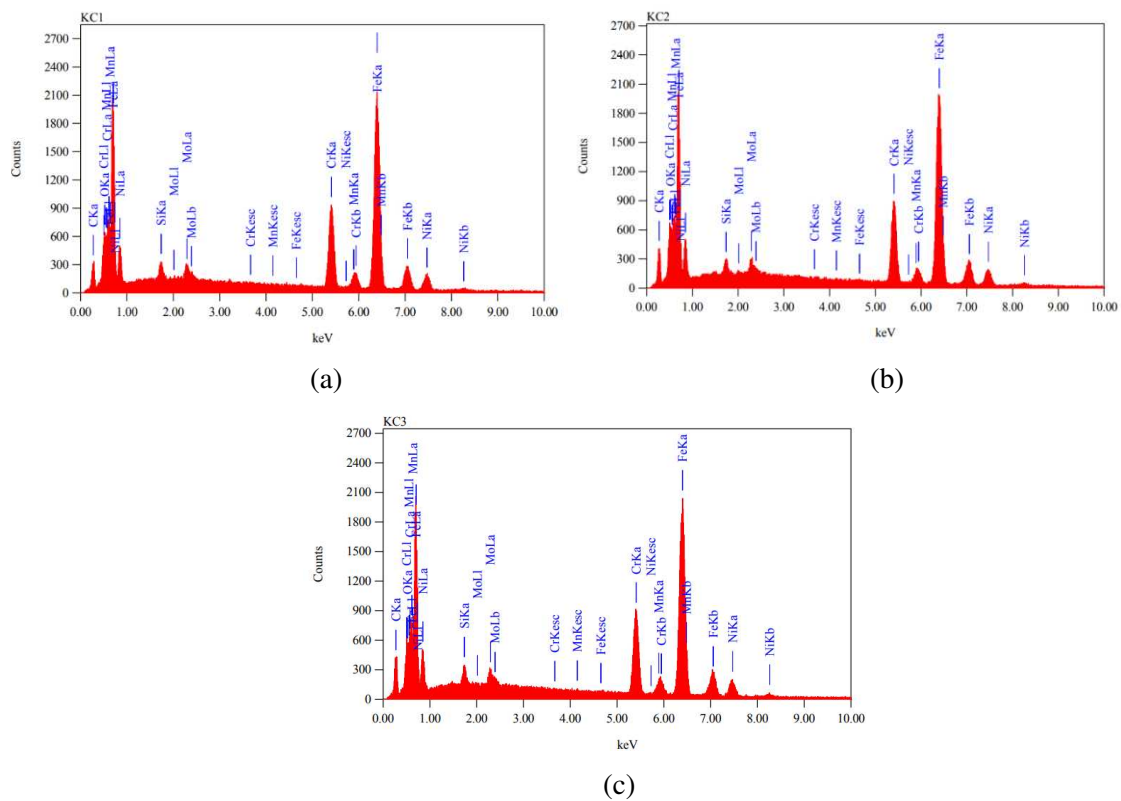 KC1
2700
2400
2100
1800
1500
1200
900
600
300
0
Counts
CKa
OKa
CrLl
CrLa
MnLl
MnLa
FeLa
NiLa
SiKa
MoLl
MoLa
MoLb
CrKesc
MnKesc
FeKesc
CrKa
NiKesc
MnKa
CrKb
FeKa
MnKb
FeKb
NiKa
NiKb
0.00 1.00 2.00 3.00 4.00 5.00 6.00 7.00 8.00 9.00 10.00
keV
(a)
KC2
2700
2400
2100
1800
1500
1200
900
600
300
0
Counts
CKa
OKa
CrLl
CrLa
MnLl
MnLa
FeLa
NiLa
SiKa
MoLl
MoLa
MoLb
CrKesc
MnKesc
FeKesc
CrKa
NiKesc
MnKa
CrKb
FeKa
MnKb
FeKb
NiKa
NiKb
0.00 1.00 2.00 3.00 4.00 5.00 6.00 7.00 8.00 9.00 10.00
keV
(b)
KC3
2700
2400
2100
1800
1500
1200
900
600
300
0
Counts
CKa
OKa
CrLl
CrLa
MnLl
MnLa
FeLa
NiLa
SiKa
MoLl
MoLa
MoLb
CrKesc
MnKesc
FeKesc
CrKa
NiKesc
MnKa
CrKb
FeKa
MnKb
FeKb
NiKa
NiKb
0.00 1.00 2.00 3.00 4.00 5.00 6.00 7.00 8.00 9.00 10.00
keV
(c)